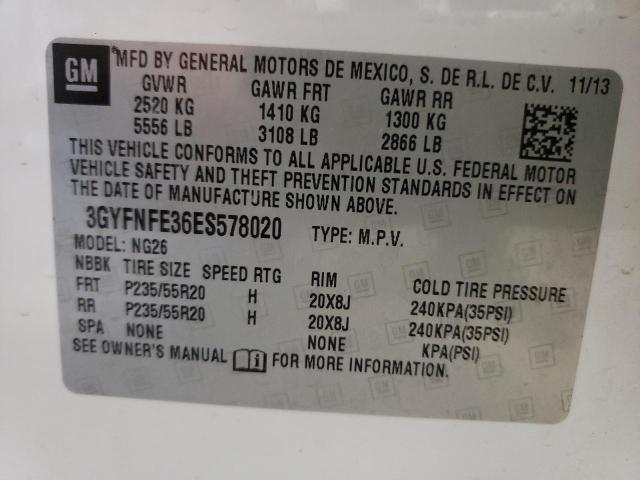 GM MFD BY GENERAL MOTORS DE MEXICO, S. DE R.L. DE C.V. 11/13
GVWR GAWR FRT GAWR RR
2520 KG 1410 KG 1300 KG
5556 LB 3108 LB 2866 LB
THIS VEHICLE CONFORMS TO ALL APPLICABLE U.S. FEDERAL MOTOR
VEHICLE SAFETY AND THEFT PREVENTION STANDARDS IN EFFECT ON
THE DATE OF MANUFACTURE SHOWN ABOVE.
3GYFNFE36ES578020 TYPE: M.P.V.
MODEL: NG26
NBBK TIRE SIZE SPEED RTG RIM COLD TIRE PRESSURE
FRT P235/55R20 H 20X8J 240KPA(35PSI)
RR P235/55R20 H 20X8J 240KPA(35PSI)
SPA NONE NONE KPA(PSI)
SEE OWNER'S MANUAL FOR MORE INFORMATION.